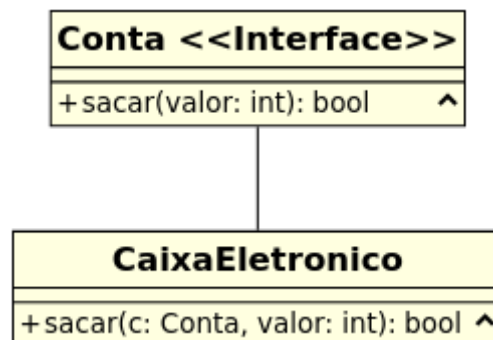 Conta <<Interface>>
+sacar(valor: int): bool
CaixaEletronico
+sacar(c: Conta, valor: int): bool